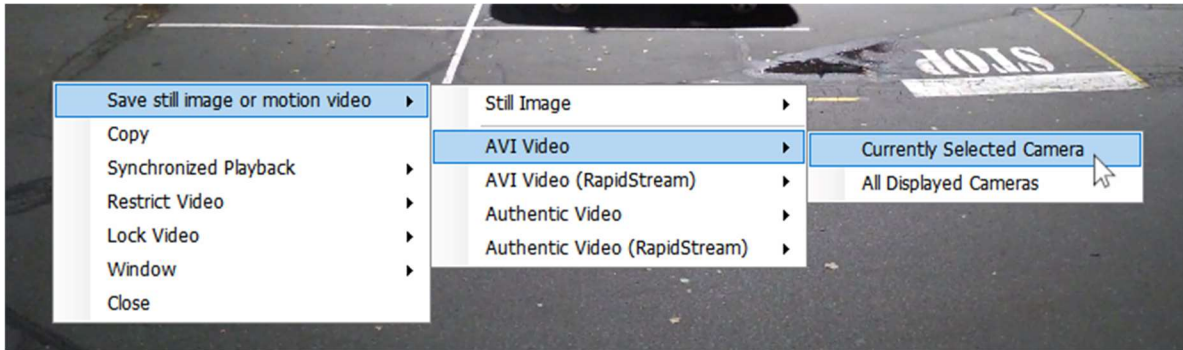 STOP
Save still image or motion video
Copy
Synchronized Playback
Restrict Video
Lock Video
Window
Close
Still Image
AVI Video
AVI Video (RapidStream)
Authentic Video
Authentic Video (RapidStream)
Currently Selected Camera
All Displayed Cameras